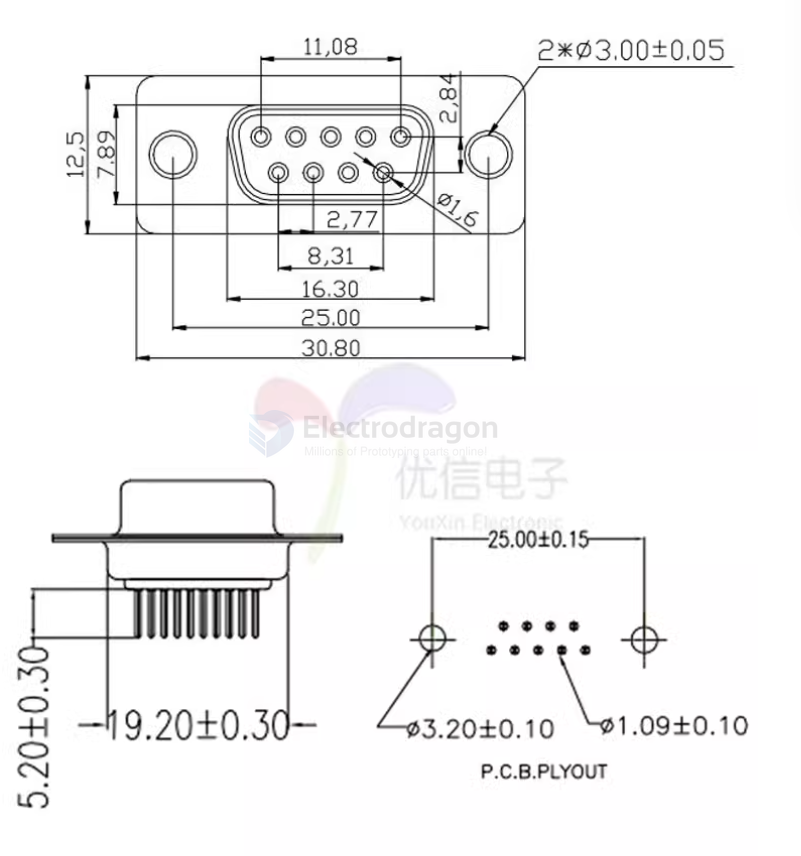 11,08
2*Ø3.00±0.05
2,84
12,5
7.89
Ø1,6
2,77
8,31
16.30
25.00
30.80
Electrodragon
Millions of Prototyping parts online!
优信电子
YouXin Electronic
25.00±0.15
5.20±0.30
19.20±0.30
Ø3.20±0.10
Ø1.09±0.10
P.C.B.PLYOUT